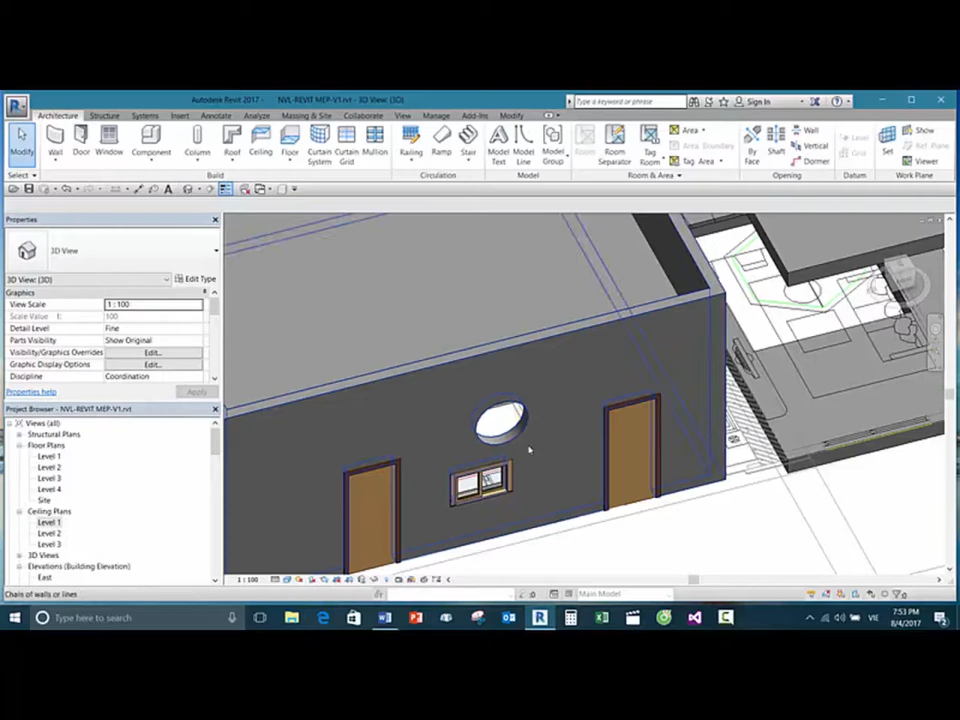 Autodesk Revit 2017 - NVL-REVIT MEP-V1.rvt - 3D View: {3D}
Type a keyword or phrase
Sign In
Architecture Structure Systems Insert Annotate Analyze Massing & Site Collaborate View Manage Add-Ins Modify
Modify Wall Door Window Component Column Roof Ceiling Floor Curtain System Curtain Grid Mullion Railing Ramp Stair Model Text Model Line Model Group Room Room Separator Tag Room Area Area Boundary Tag Area By Face Shaft Wall Vertical Dormer Level Grid Set Show Ref Plane Viewer
Select Build Circulation Model Room & Area Opening Datum Work Plane
Properties
3D View
3D View: {3D} Edit Type
Graphics
View Scale 1 : 100
Scale Value 1: 100
Detail Level Fine
Parts Visibility Show Original
Visibility/Graphics Overrides Edit...
Graphic Display Options Edit...
Discipline Coordination
Properties help Apply
Project Browser - NVL-REVIT MEP-V1.rvt
Views (all)
Structural Plans
Floor Plans
Level 1
Level 2
Level 3
Level 4
Site
Ceiling Plans
Level 1
Level 2
Level 3
3D Views
Elevations (Building Elevation)
East
1 : 100
Chains of walls or lines
:0
Main Model
:0
Type here to search
VIE
7:53 PM
8/4/2017